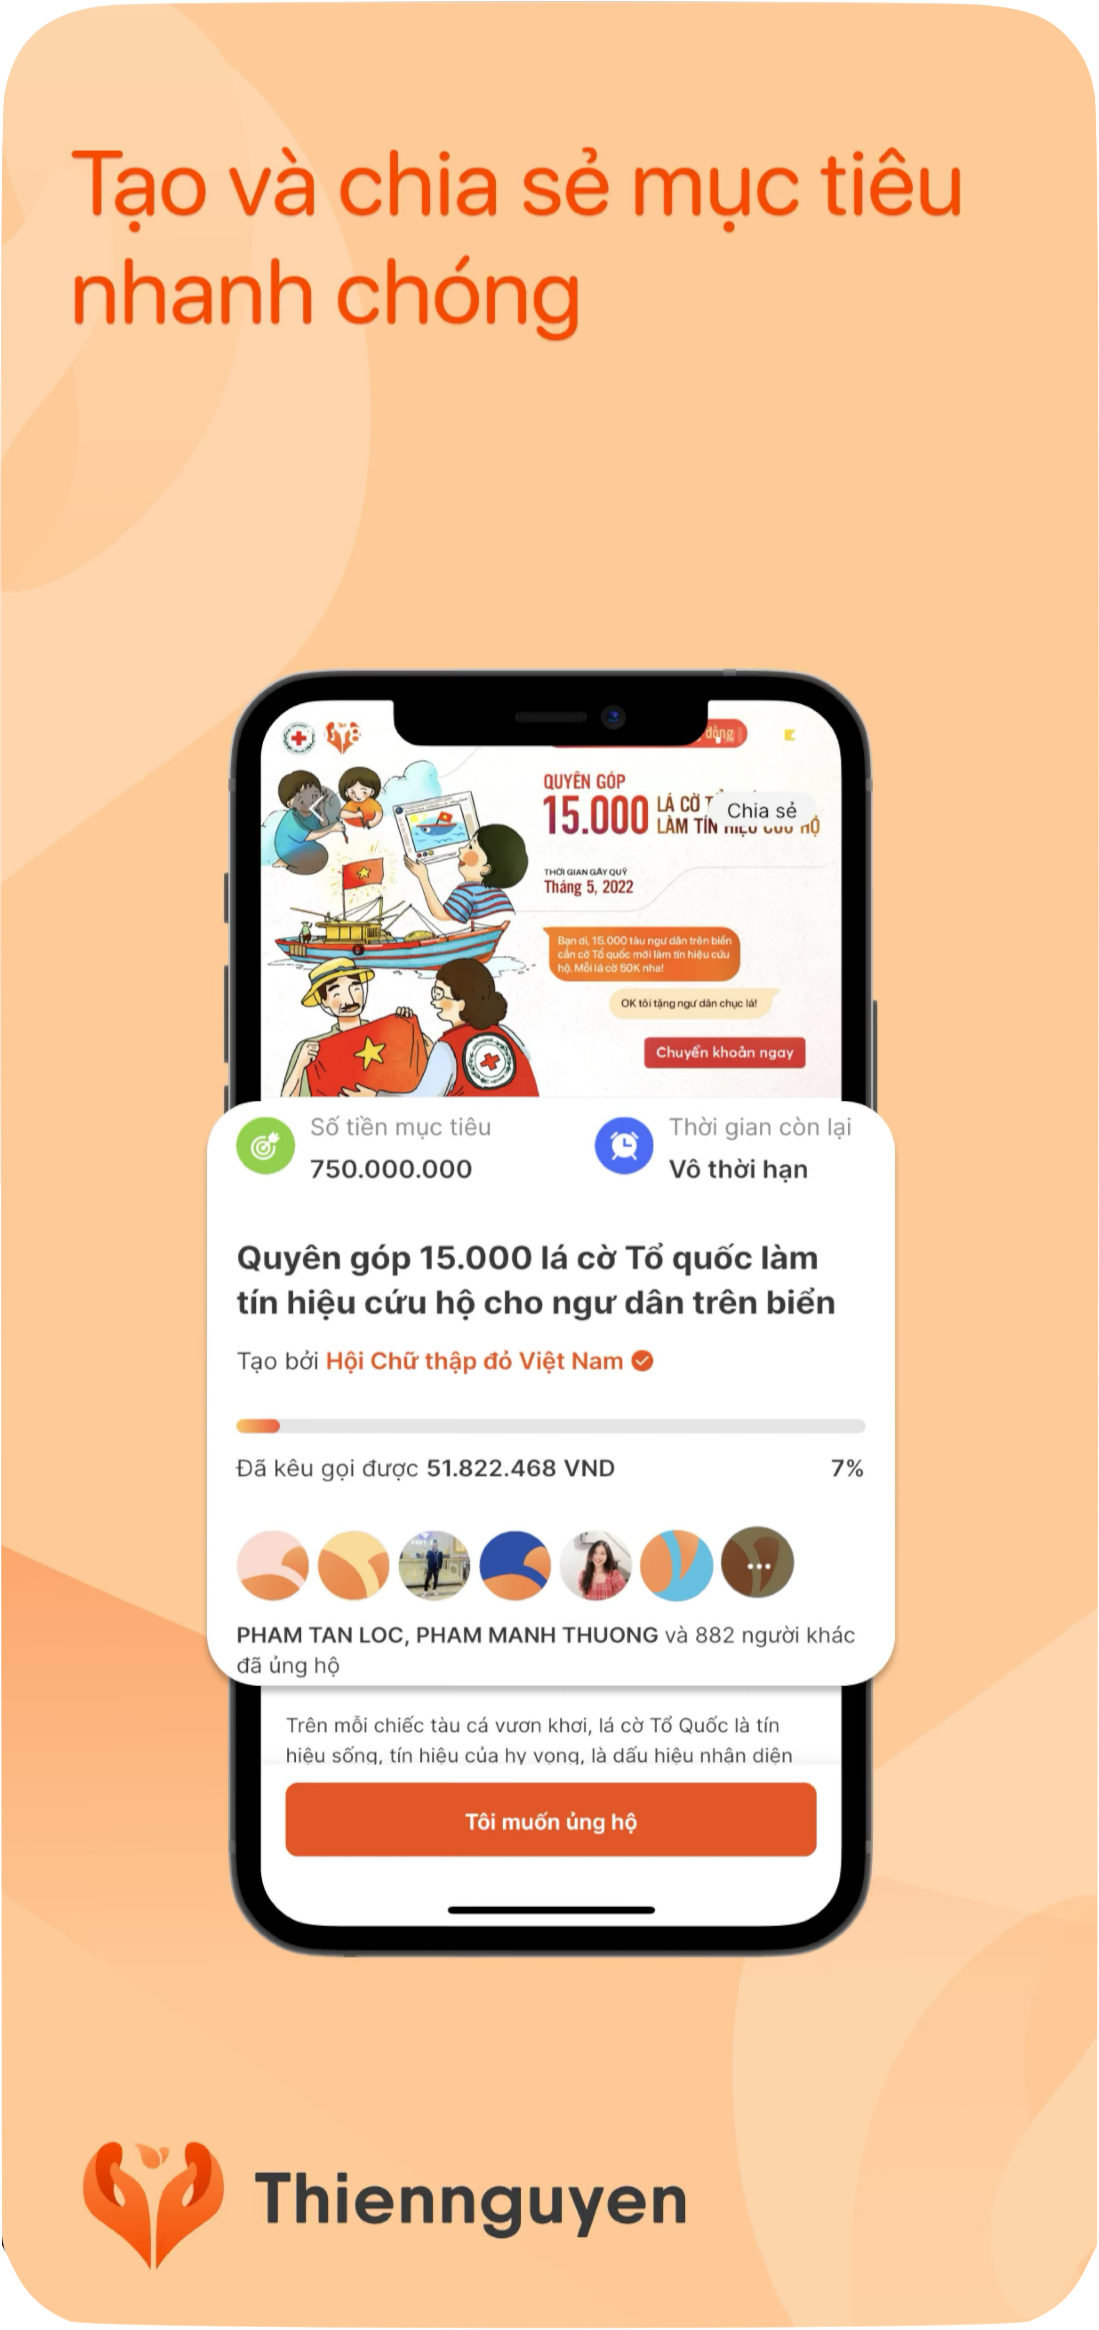 Tạo và chia sẻ mục tiêu
nhanh chóng
động
QUYÊN GÓP
15.000 LÁ CỜ
LÀM TÍN HIỆU CỨU HỘ
Chia sẻ
THỜI GIAN GÂY QUỸ
Tháng 5, 2022
Bạn ơi, 15.000 tàu ngư dân trên biển
cần cờ Tổ quốc mới làm tín hiệu cứu
hộ. Mỗi lá cờ 50K nha!
OK tôi tặng ngư dân chục lá!
Chuyển khoản ngay
Số tiền mục tiêu
750.000.000
Thời gian còn lại
Vô thời hạn
Quyên góp 15.000 lá cờ Tổ quốc làm
tín hiệu cứu hộ cho ngư dân trên biển
Tạo bởi Hội Chữ thập đỏ Việt Nam
Đã kêu gọi được 51.822.468 VND
7%
PHAM TAN LOC, PHAM MANH THUONG và 882 người khác
đã ủng hộ
Trên mỗi chiếc tàu cá vươn khơi, lá cờ Tổ Quốc là tín
hiệu sống, tín hiệu của hy vọng, là dấu hiệu nhận diện
Tôi muốn ủng hộ
Thiennguyen